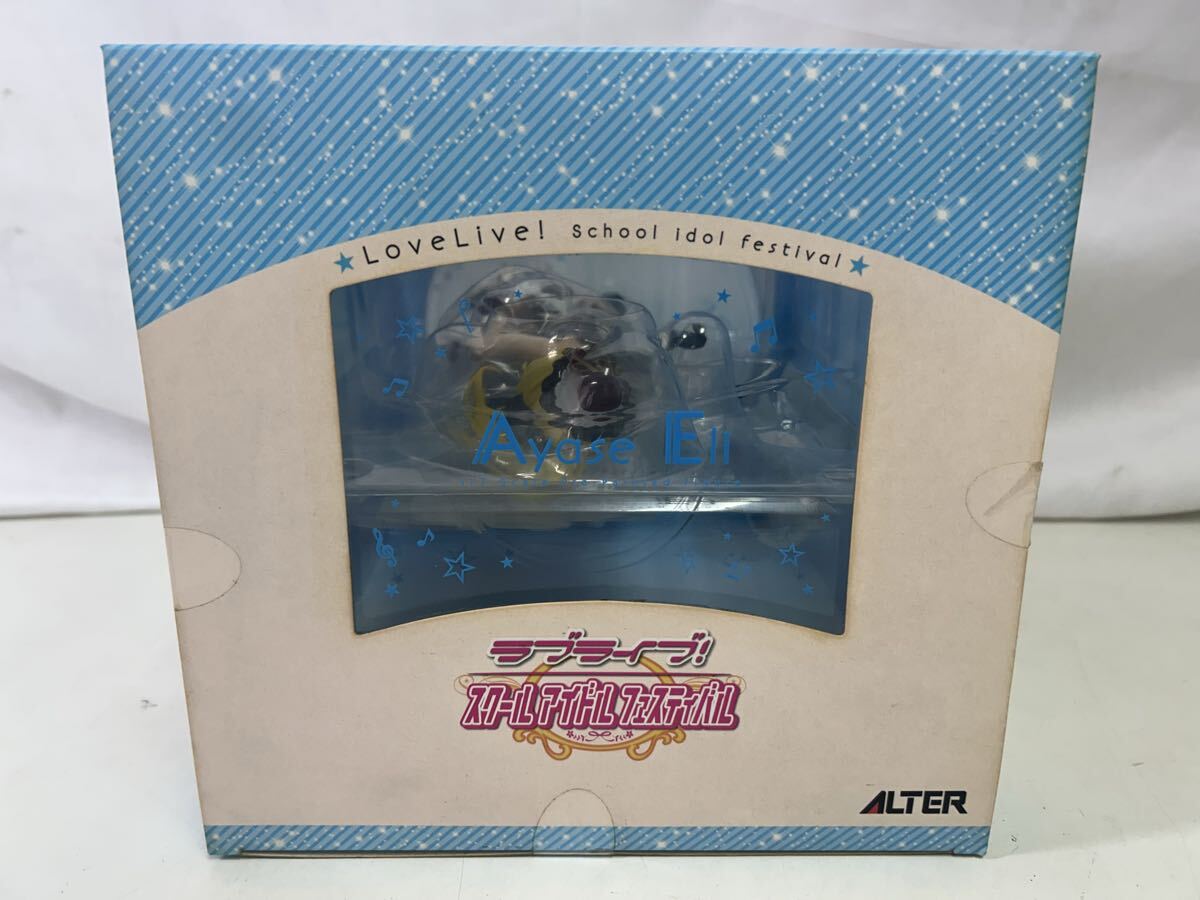 ★LoveLive! School idol festival★
Ayase Eli
ラブライブ!
スクールアイドルフェスティバル
ALTER